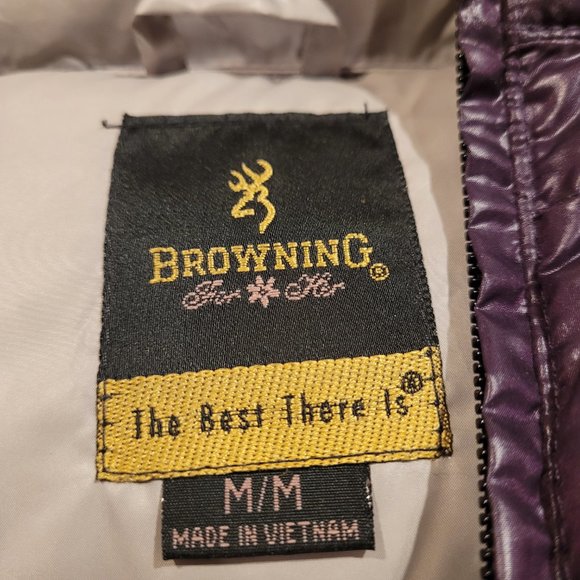 BROWNING®
For Her
The Best There Is®
M/M
MADE IN VIETNAM